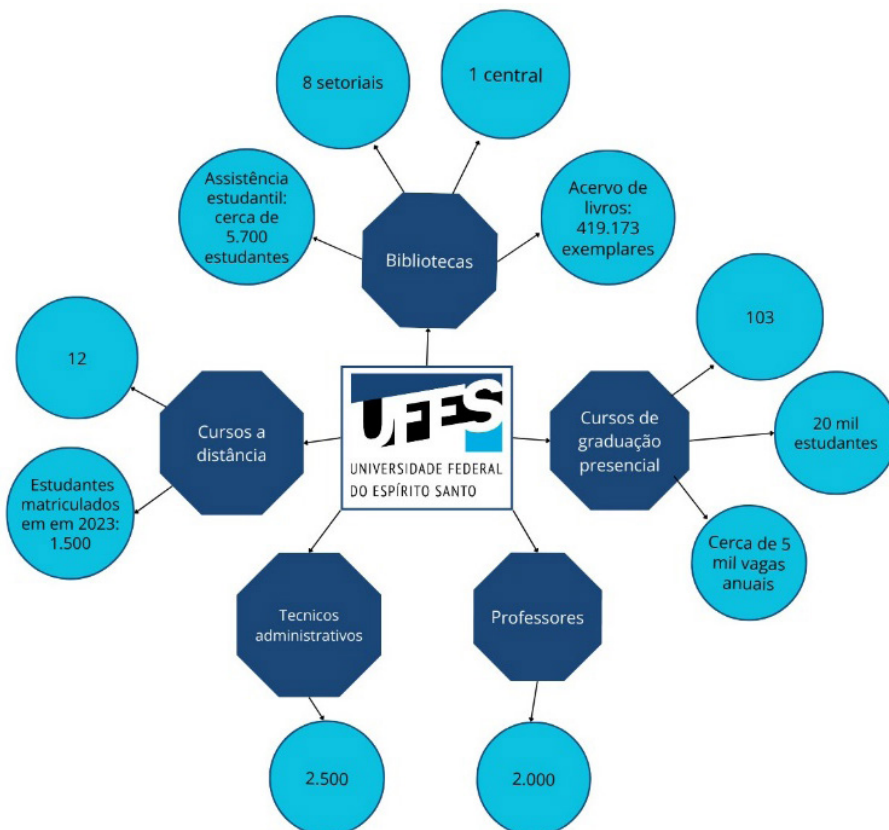 8 setoriais
1 central
Assistência
estudantil:
cerca de
5.700
estudantes
Bibliotecas
Acervo de
livros:
419.173
exemplares
12
Cursos a
distância
Estudantes
matriculados
em em 2023:
1.500
UFES
UNIVERSIDADE FEDERAL
DO ESPÍRITO SANTO
Cursos de
graduação
presencial
103
20 mil
estudantes
Cerca de 5
mil vagas
anuais
Tecnicos
administrativos
2.500
Professores
2.000